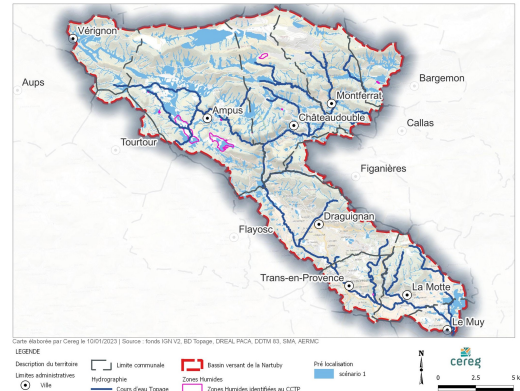 Vérignon
Aups
Bargemon
Montferrat
Ampus
Châteaudouble
Callas
Tourtour
Figanières
Draguignan
Flayosc
Trans-en-Provence
La Motte
Le Muy
Carte élaborée par Cereg le 10/01/2023 | Source : fonds IGN V2, BD Topage, DREAL PACA, DDTM 83, SMA, AERMC
LEGENDE
Description du territoire
Limite communale
Bassin versant de la Nartuby
Pré localisation
Limites administratives
scénario 1
Ville
Hydrographie
Zones Humides
Cours d'eau Topage
Zones Humides identifiées au CCTP
N
cereg
0 2.5 5 k